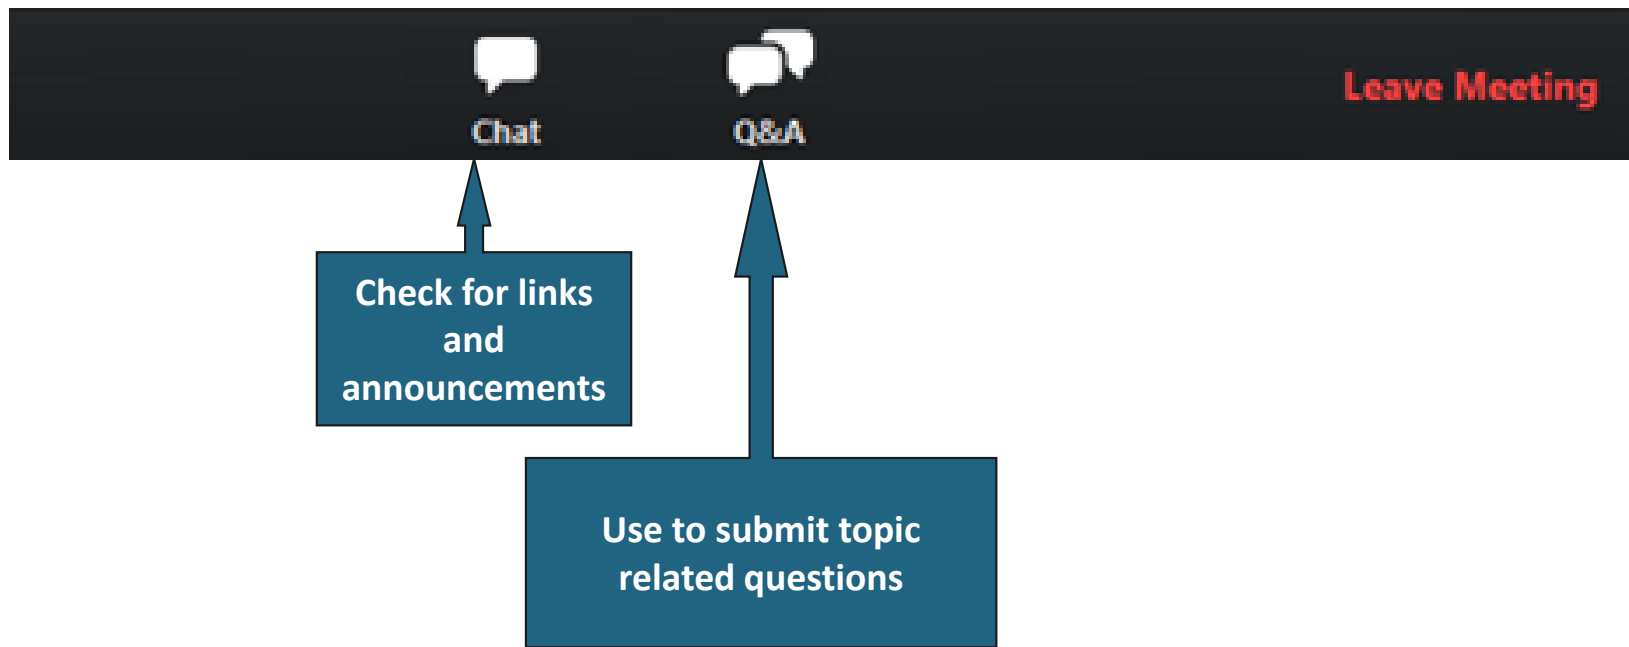 Chat
Q&A
Leave Meeting
Check for links
and
announcements
Use to submit topic
related questions